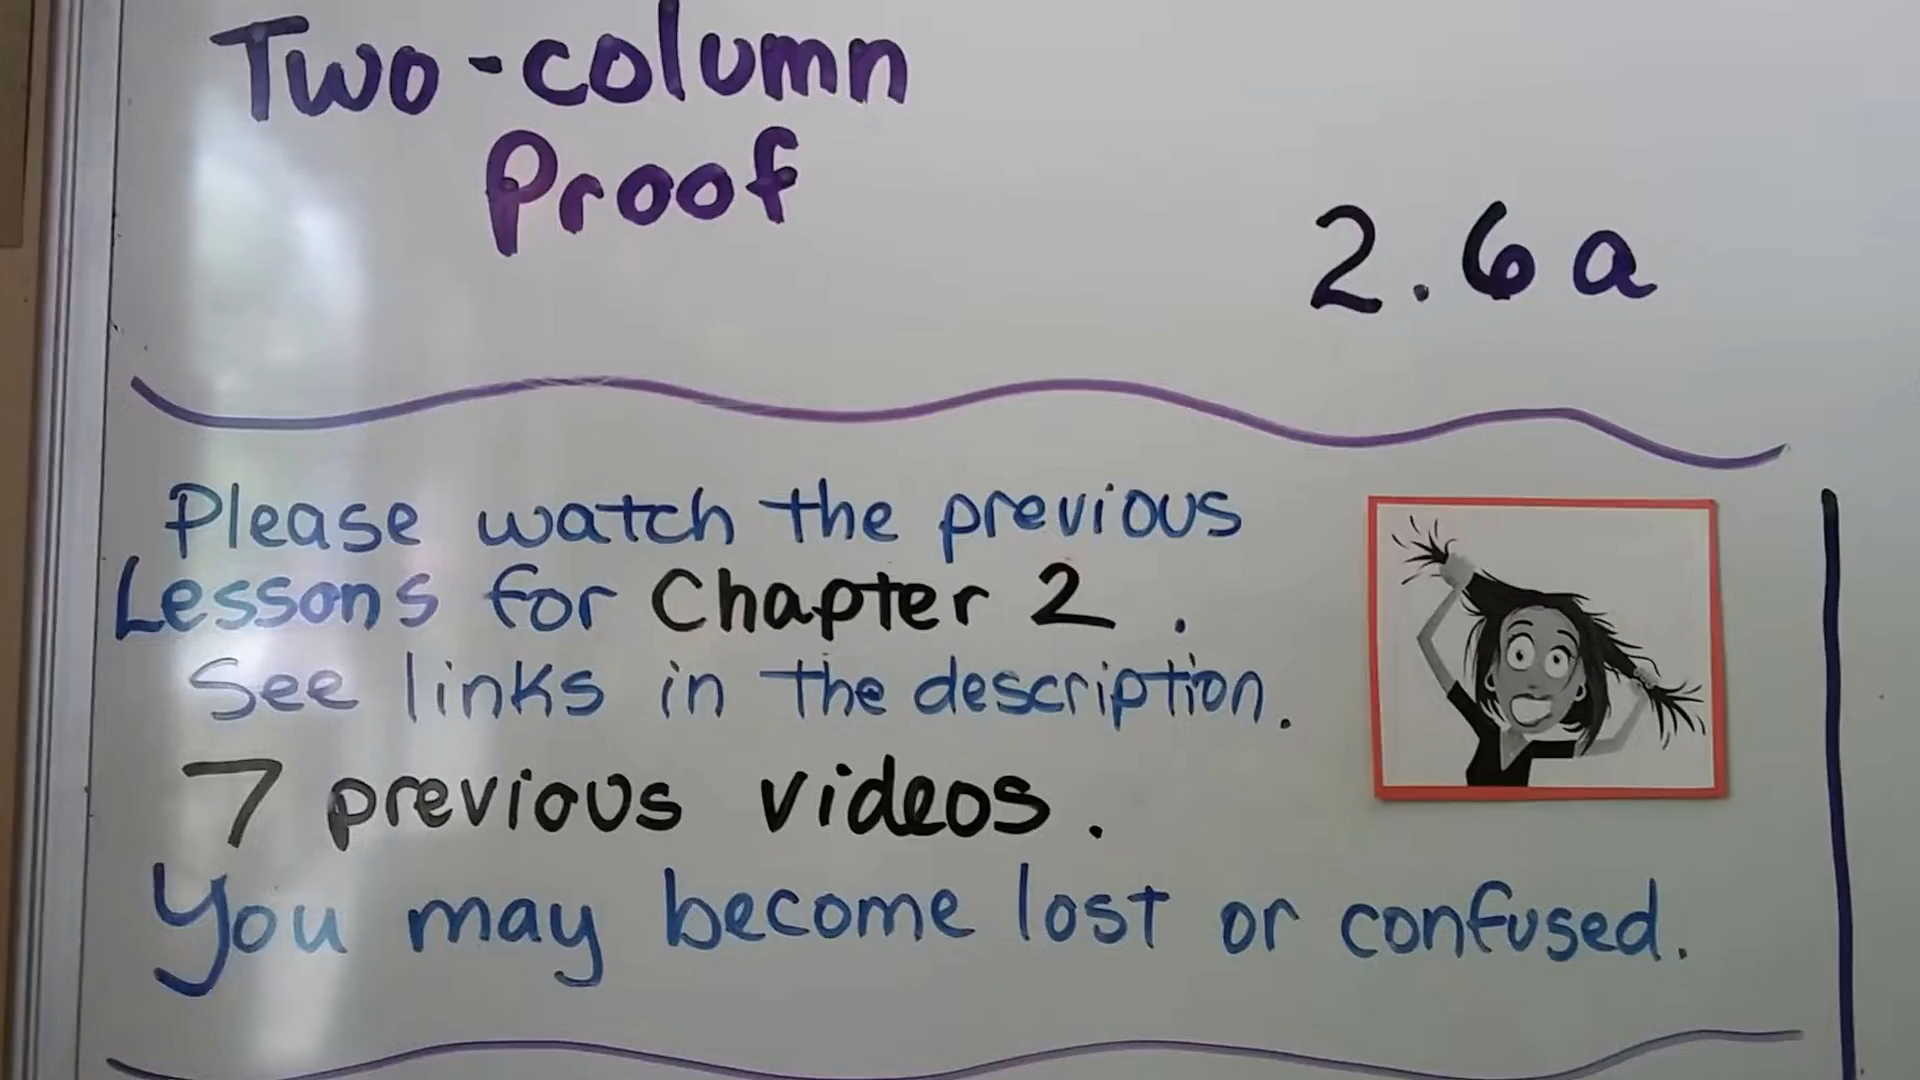 Two-column
Proof
2.6a
Please watch the previous
Lessons for Chapter 2.
See links in the description.
7 previous videos.
You may become lost or confused.